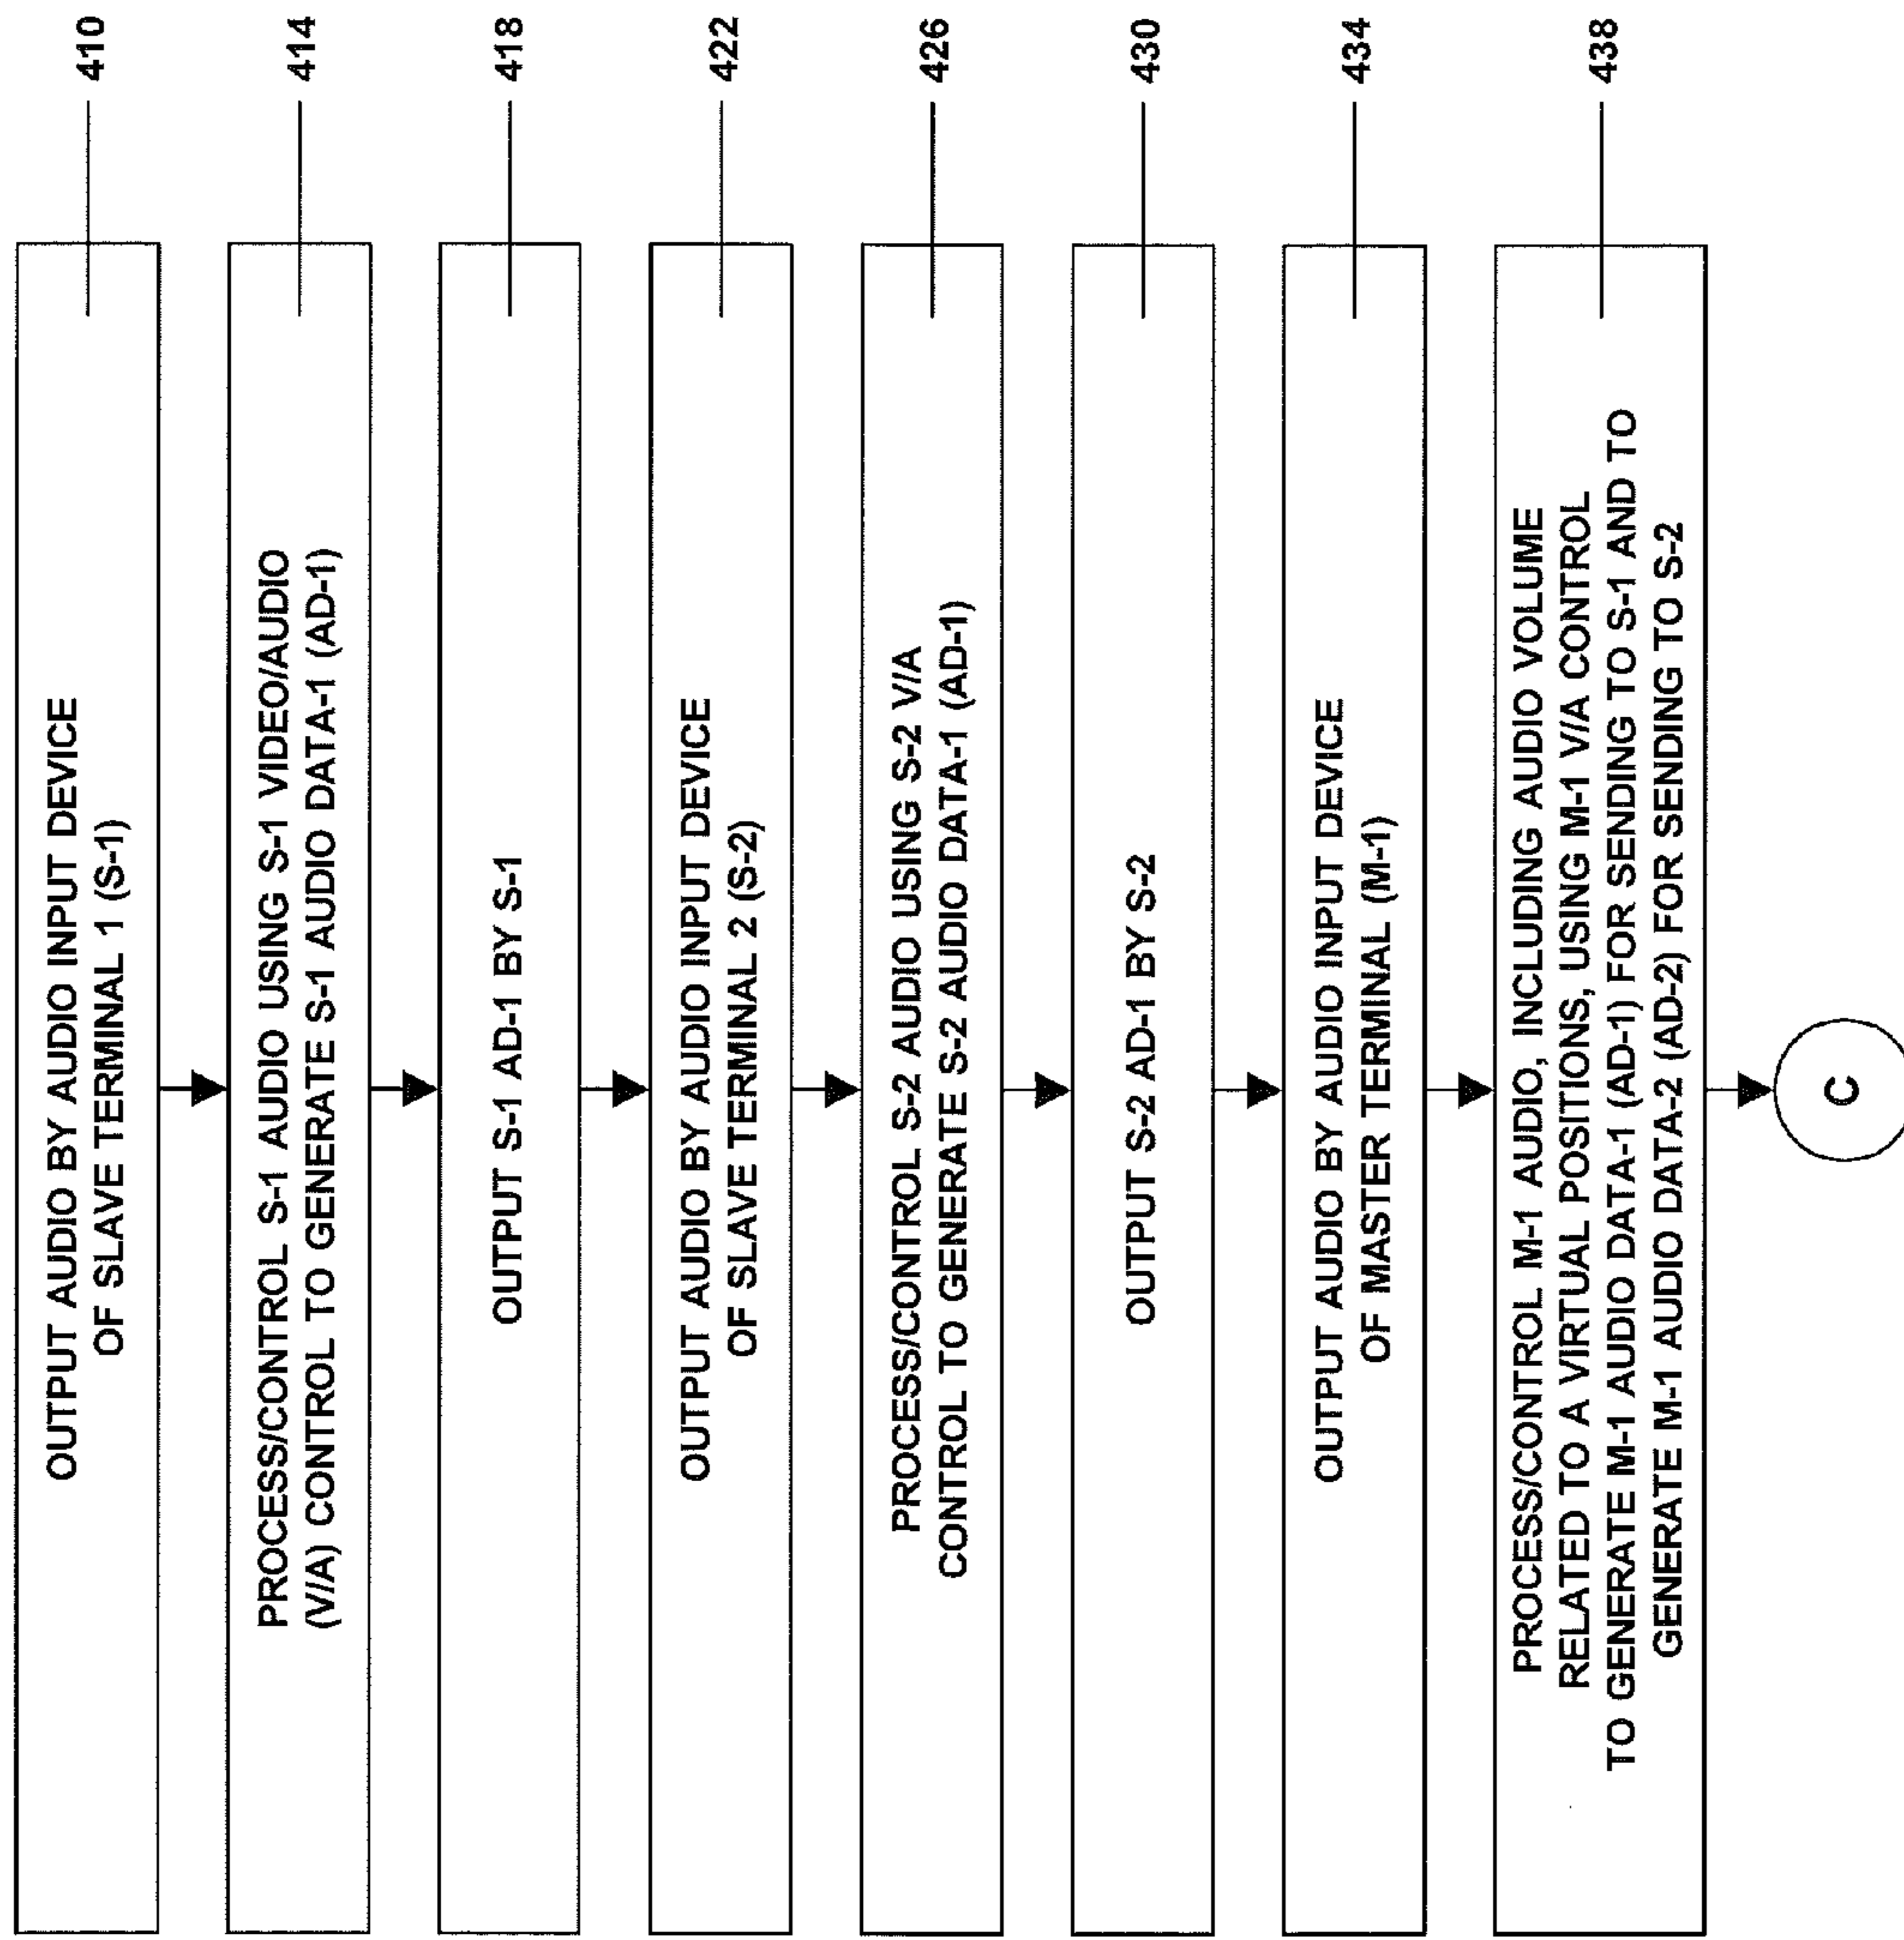 OUTPUT AUDIO BY AUDIO INPUT DEVICE
OF SLAVE TERMINAL 1 (S-1)
410
PROCESS/CONTROL S-1 AUDIO USING S-1 VIDEO/AUDIO
(V/A) CONTROL TO GENERATE S-1 AUDIO DATA-1 (AD-1)
414
OUTPUT S-1 AD-1 BY S-1
418
OUTPUT AUDIO BY AUDIO INPUT DEVICE
OF SLAVE TERMINAL 2 (S-2)
422
PROCESS/CONTROL S-2 AUDIO USING S-2 V/A
CONTROL TO GENERATE S-2 AUDIO DATA-1 (AD-1)
426
OUTPUT S-2 AD-1 BY S-2
430
OUTPUT AUDIO BY AUDIO INPUT DEVICE
OF MASTER TERMINAL (M-1)
434
PROCESS/CONTROL M-1 AUDIO, INCLUDING AUDIO VOLUME
RELATED TO A VIRTUAL POSITIONS, USING M-1 V/A CONTROL
TO GENERATE M-1 AUDIO DATA-1 (AD-1) FOR SENDING TO S-1 AND TO
GENERATE M-1 AUDIO DATA-2 (AD-2) FOR SENDING TO S-2
438
C